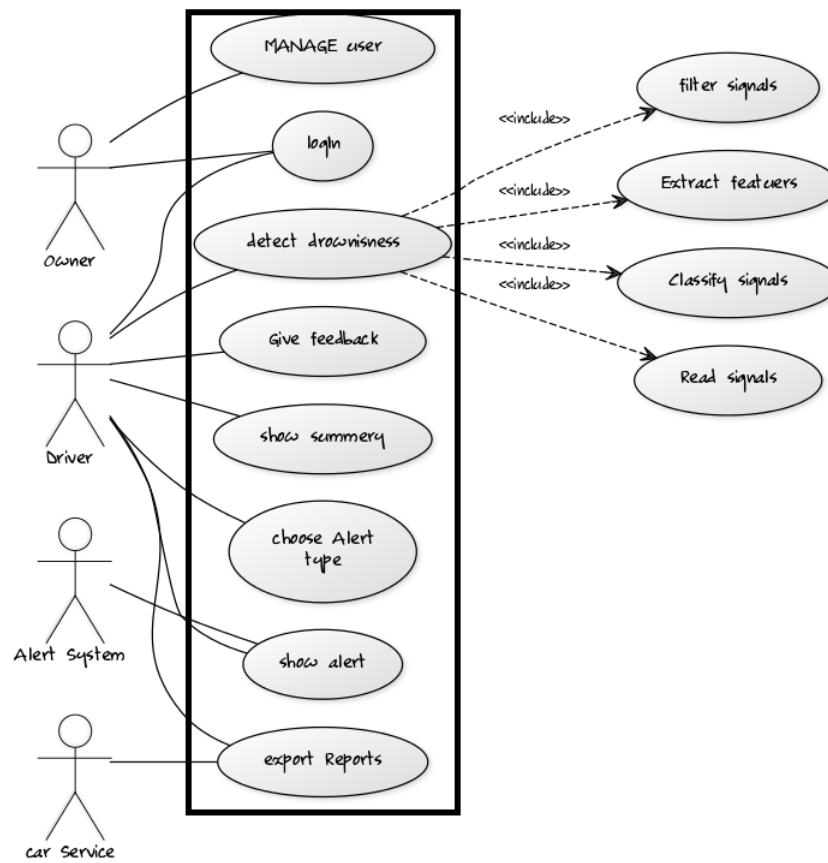 MANAGE user
filter signals
<<include>>
logIn
Extract featuers
<<include>>
Owner
detect drownisness
<<include>>
Classify signals
<<include>>
Give feedback
Read signals
show summery
Driver
choose Alert
type
Alert System
show alert
export Reports
car Service